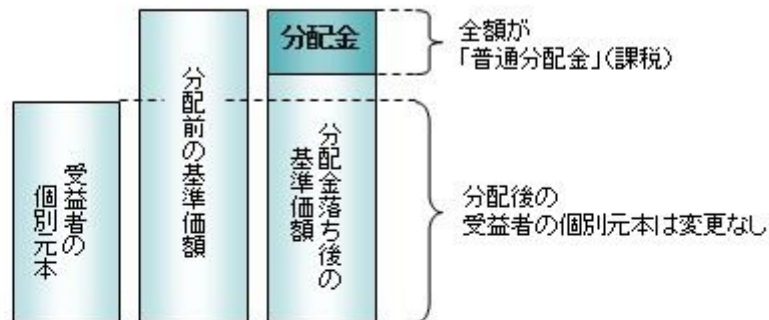 受益者の
個別元本
分配前の基準価額
分配金
分配金落ち後の
基準価額
全額が
「普通分配金」(課税)
分配後の
受益者の個別元本は変更なし